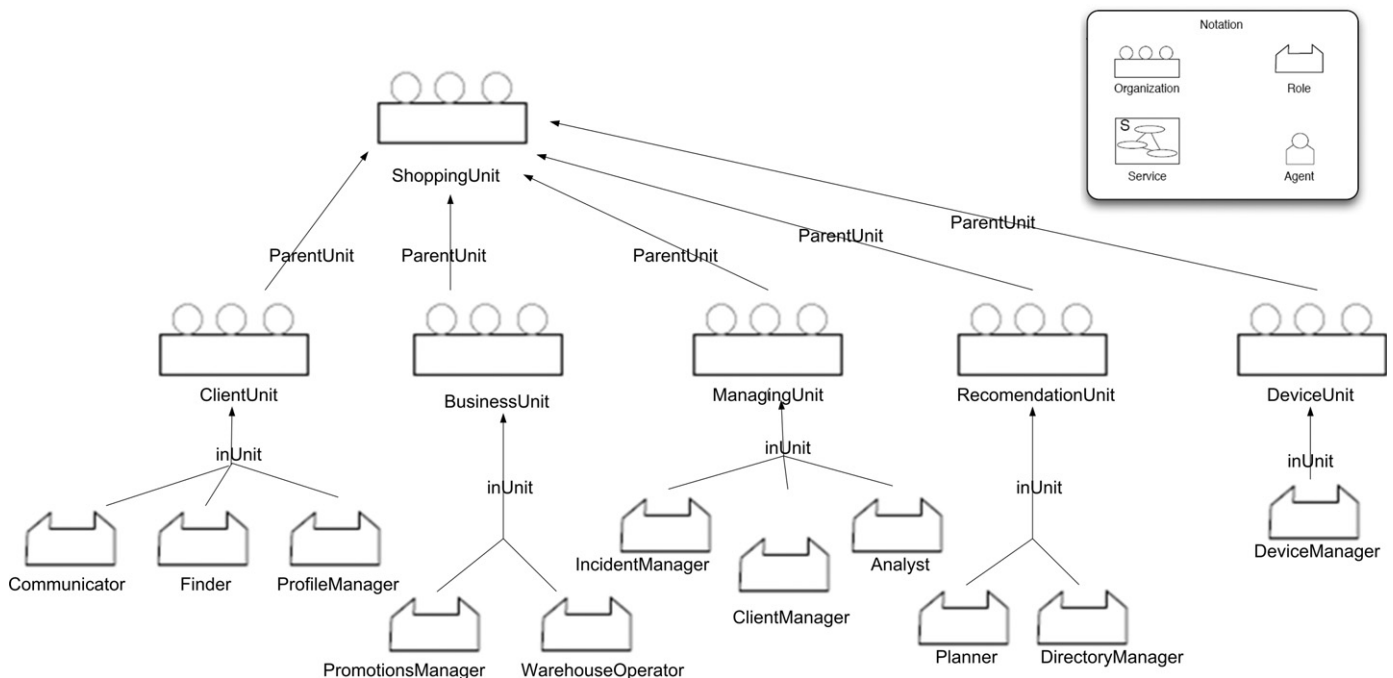 Notation
Organization
Role
S
Service
Agent
ShoppingUnit
ParentUnit
ParentUnit
ParentUnit
ParentUnit
ParentUnit
ClientUnit
BusinessUnit
ManagingUnit
RecomendationUnit
DeviceUnit
inUnit
inUnit
inUnit
inUnit
inUnit
Communicator
Finder
ProfileManager
PromotionsManager
WarehouseOperator
IncidentManager
ClientManager
Analyst
Planner
DirectoryManager
DeviceManager